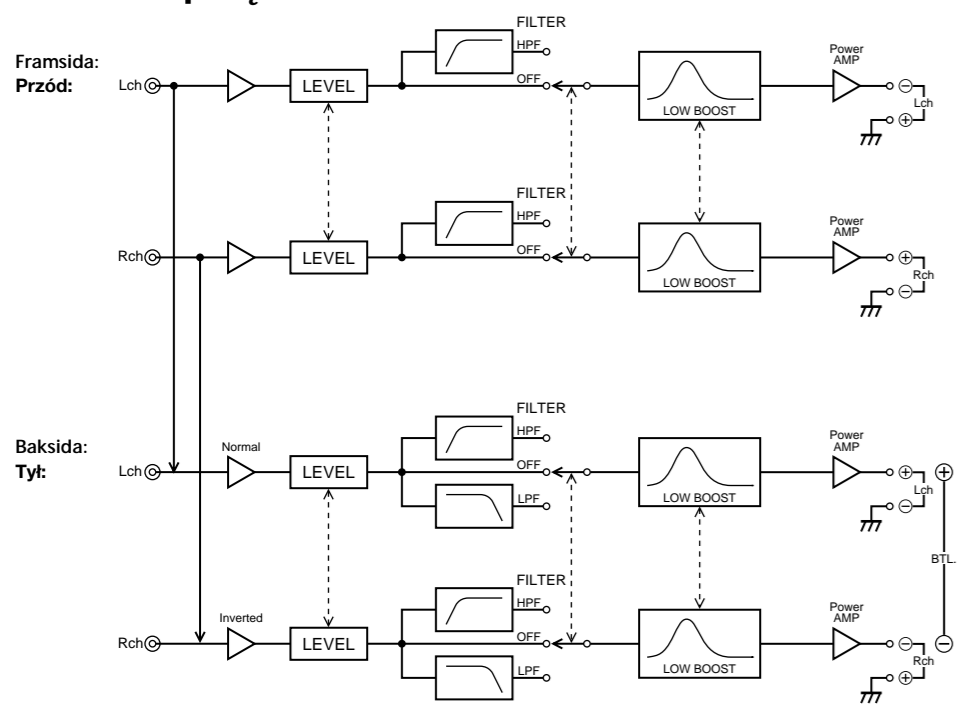 FILTER
HPF
Framsida:
Przód:
Lch
LEVEL
OFF
LOW BOOST
Power
AMP
⊖
Lch
⊕
FILTER
HPF
Rch
LEVEL
OFF
LOW BOOST
Power
AMP
⊕
Rch
⊖
FILTER
HPF
Baksida:
Tył:
Lch
Normal
LEVEL
OFF
LPF
LOW BOOST
Power
AMP
⊕
Lch
⊖
⊕
BTL.
⊖
FILTER
HPF
Rch
Inverted
LEVEL
OFF
LPF
LOW BOOST
Power
AMP
⊖
Rch
⊕